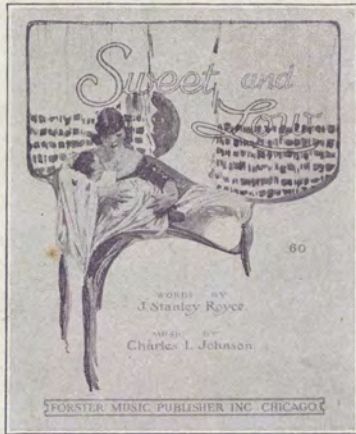 Sweet and
Low
60
WORDS BY
J. Stanley Royce.
MUSIC BY
Charles L. Johnson.
FORSTER MUSIC PUBLISHER INC. CHICAGO